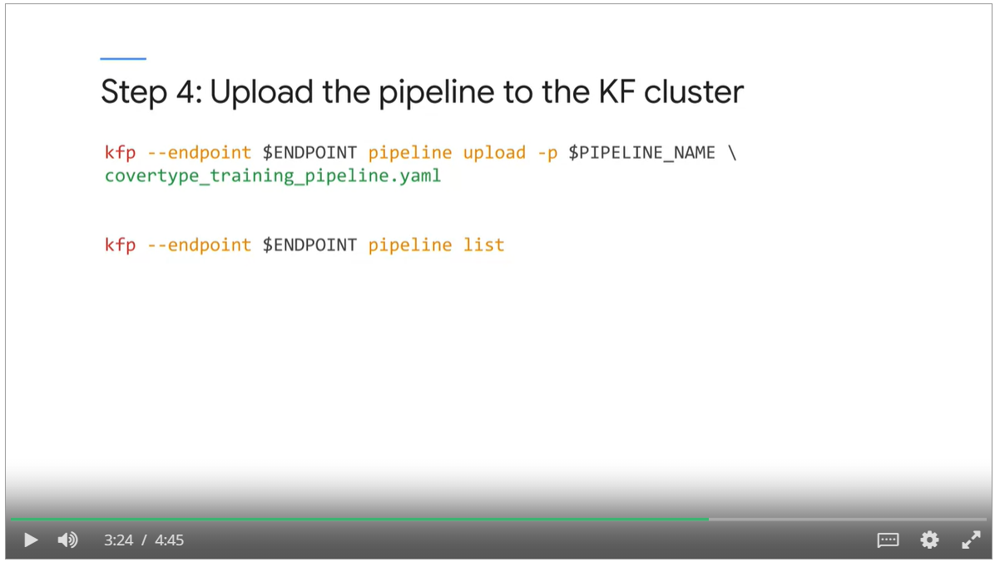 Step 4: Upload the pipeline to the KF cluster
kfp --endpoint $ENDPOINT pipeline upload -p $PIPELINE_NAME \
covertype_training_pipeline.yaml
kfp --endpoint $ENDPOINT pipeline list
3:24 / 4:45